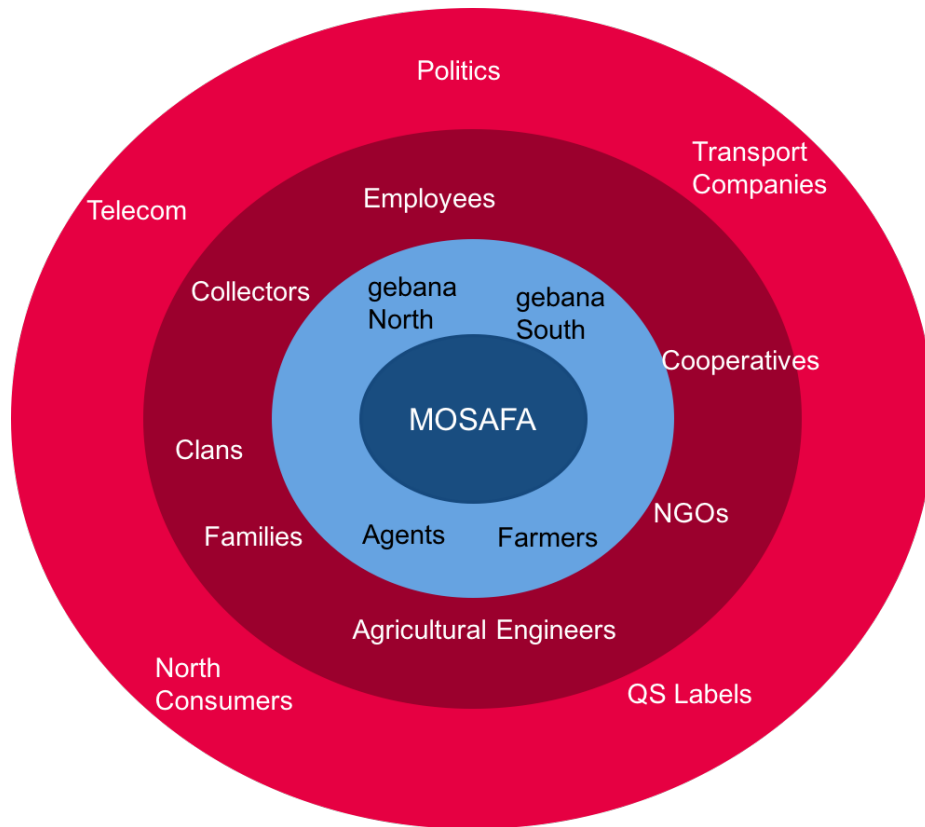 Politics
Transport
Companies
Telecom
Employees
Collectors
gebana
North
gebana
South
Cooperatives
MOSAFA
Clans
NGOs
Families
Agents
Farmers
Agricultural Engineers
North
Consumers
QS Labels